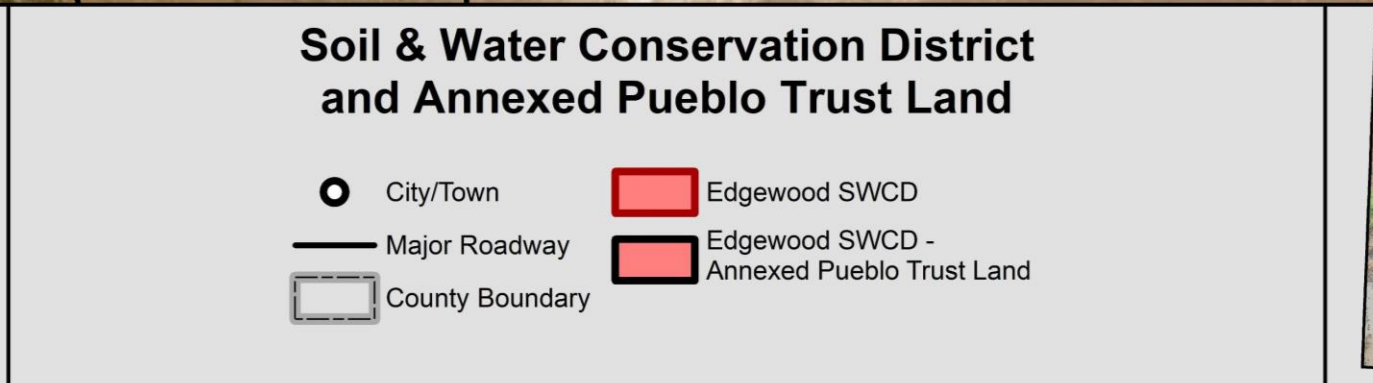 Soil & Water Conservation District
and Annexed Pueblo Trust Land
City/Town
Major Roadway
County Boundary
Edgewood SWCD
Edgewood SWCD -
Annexed Pueblo Trust Land